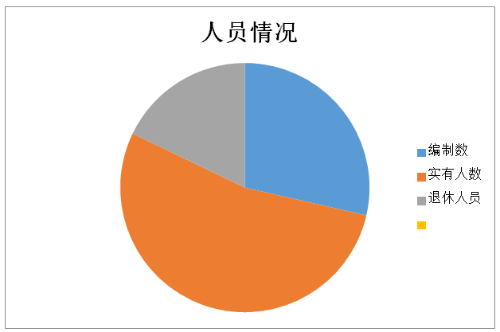 人员情况
编制数
实有人数
退休人员